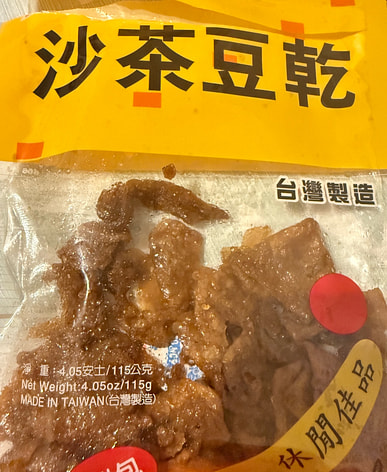 沙茶豆乾
台灣製造
淨 重:4.05安士/115公克
Net Weight:4.05oz/115g
MADE IN TAIWAN(台灣製造)
休閒佳品
包